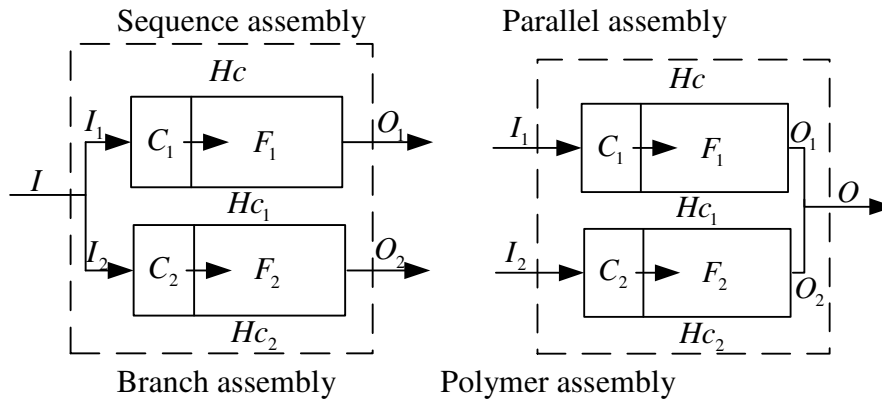 Sequence assembly
Parallel assembly
Hc
I
I₁
C₁
F₁
O₁
Hc₁
I₂
C₂
F₂
O₂
Hc₂
Branch assembly
Hc
I₁
C₁
F₁
O₁
Hc₁
O
I₂
C₂
F₂
O₂
Hc₂
Polymer assembly